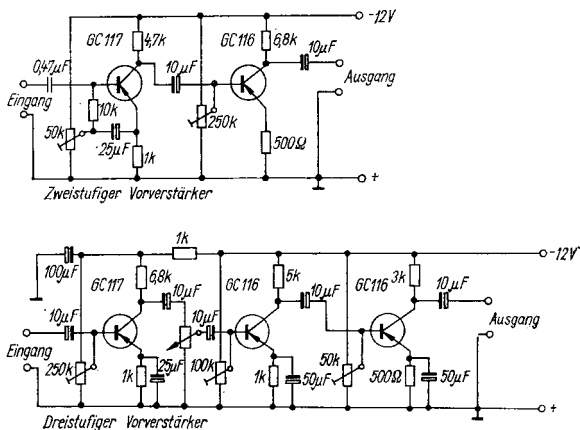 -12V
GC117
4,7k
GC116
6,8k
10µF
10µF
0,47µF
Ausgang
Eingang
10k
50k
25µF
1k
250k
500Ω
+
Zweistufiger Vorverstärker
1k
-12V
100µF
GC117
6,8k
GC116
5k
GC116
3k
10µF
10µF
10µF
10µF
10µF
Ausgang
Eingang
250k
1k
25µF
100k
1k
50µF
50k
500Ω
50µF
+
Dreistufiger Vorverstärker